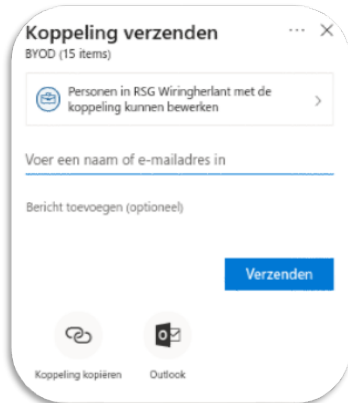 Koppeling verzenden
BYOD (15 items)
Personen in RSG Wiringherlant met de
koppeling kunnen bewerken
Voer een naam of e-mailadres in
Bericht toevoegen (optioneel)
Verzenden
Koppeling kopiëren
Outlook